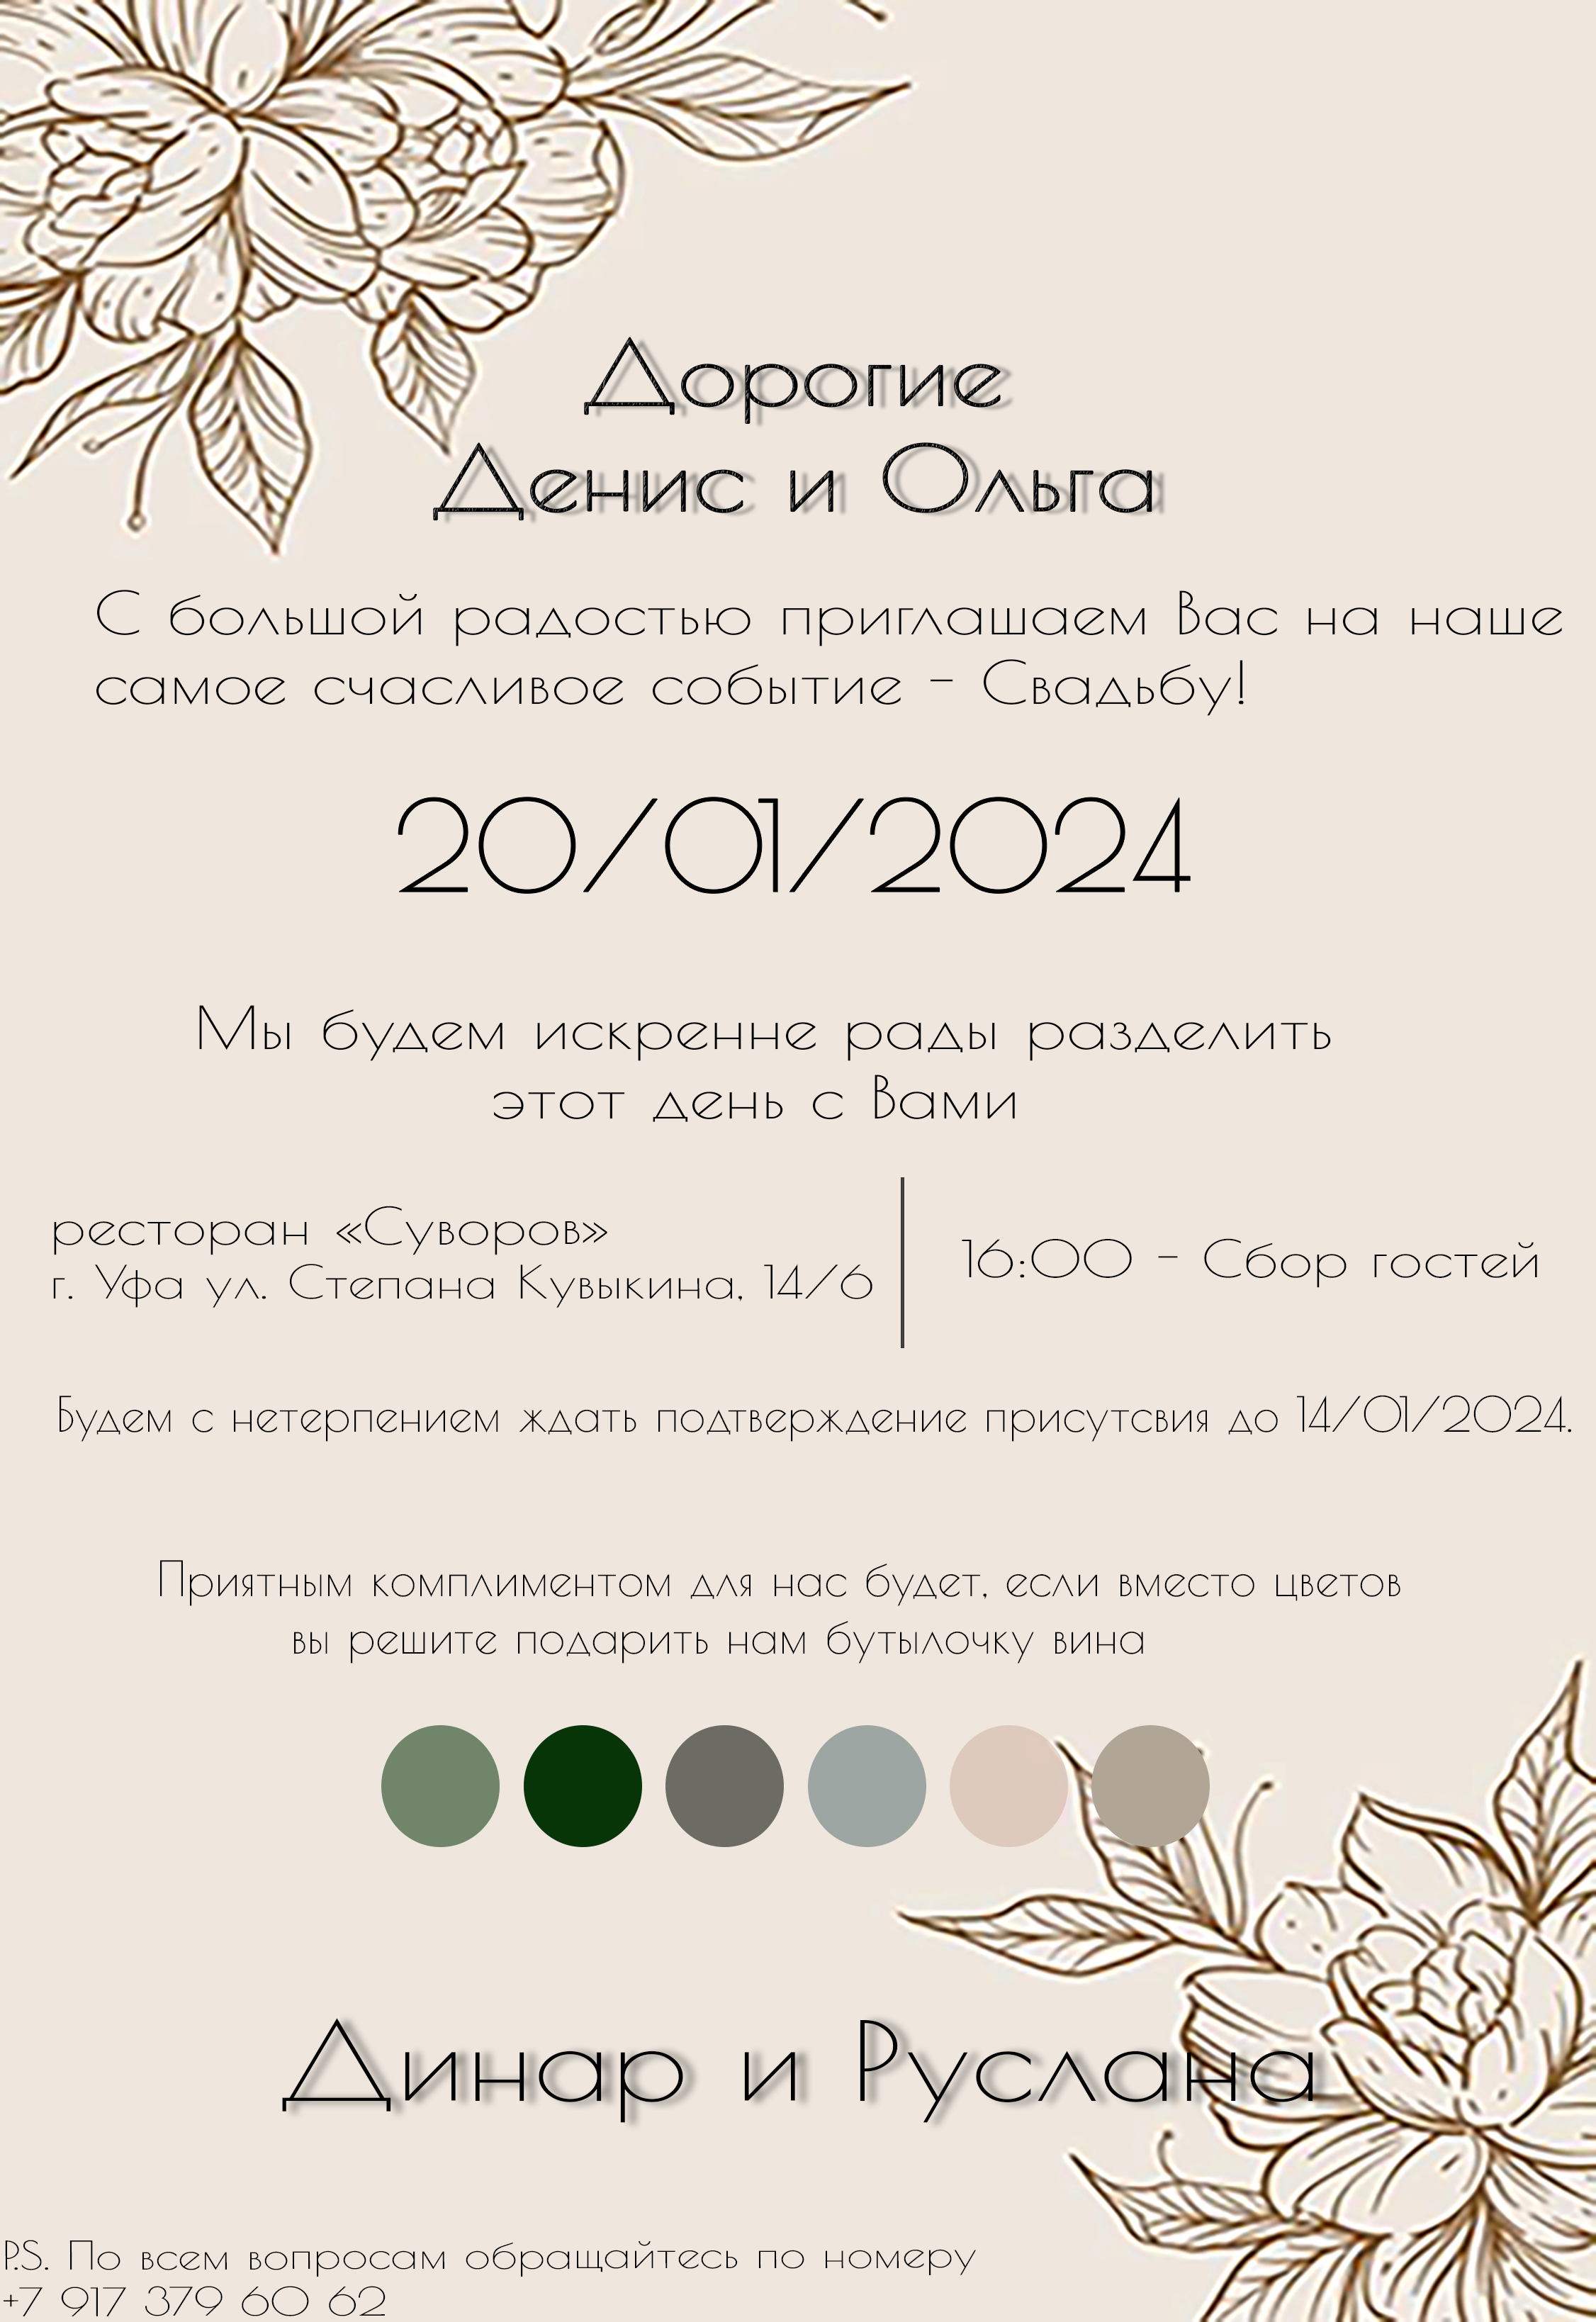 Дорогие
Денис и Ольга
С большой радостью приглашаем Вас на наше
самое счасливое событие - Свадьбу!
20/01/2024
Мы будем искренне рады разделить
этот день с Вами
ресторан «Суворов»
г. Уфа ул. Степана Кувыкина, 14/6
16:00 - Сбор гостей
Будем с нетерпением ждать подтверждение присутсвия до 14/01/2024.
Приятным комплиментом для нас будет, если вместо цветов
вы решите подарить нам бутылочку вина
Динар и Руслана
P.S. По всем вопросам обращайтесь по номеру
+7 917 379 60 62